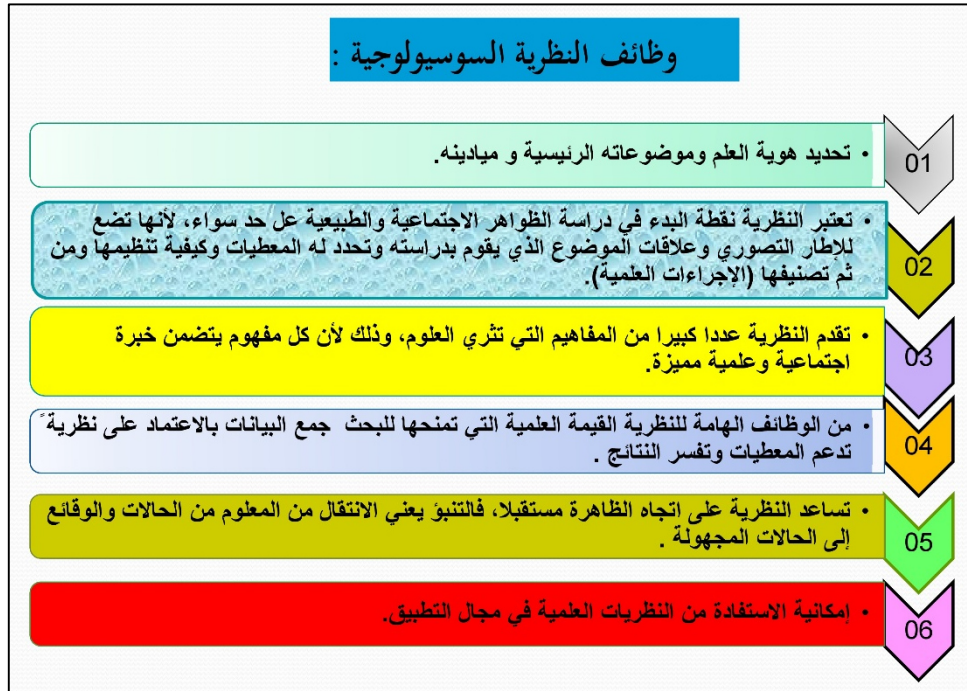 وظائف النظرية السوسيولوجية :
01
• تحديد هوية العلم وموضوعاته الرئيسية و ميادينه.
02
• تعتبر النظرية نقطة البدء في دراسة الظواهر الاجتماعية والطبيعية عل حد سواء، لأنها تضع
للإطار التصوري وعلاقات الموضوع الذي يقوم بدراسته وتحدد له المعطيات وكيفية تنظيمها ومن
ثم تصنيفها (الإجراءات العلمية).
03
• تقدم النظرية عددا كبيرا من المفاهيم التي تثري العلوم، وذلك لأن كل مفهوم يتضمن خبرة
اجتماعية وعلمية مميزة.
04
• من الوظائف الهامة للنظرية القيمة العلمية التي تمنحها للبحث جمع البيانات بالاعتماد على نظرية ً
تدعم المعطيات وتفسر النتائج .
05
• تساعد النظرية على اتجاه الظاهرة مستقبلا، فالتنبؤ يعني الانتقال من المعلوم من الحالات والوقائع
إلى الحالات المجهولة .
06
• إمكانية الاستفادة من النظريات العلمية في مجال التطبيق.